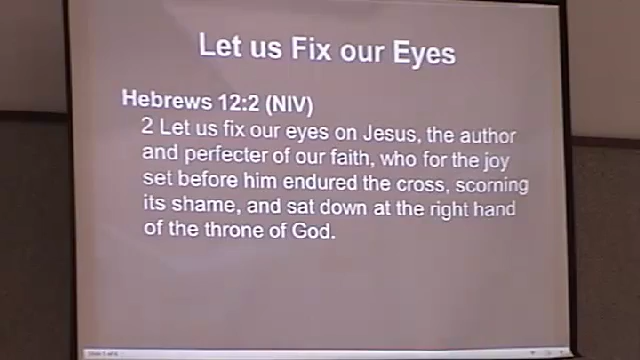 Let us Fix our Eyes
Hebrews 12:2 (NIV)
2 Let us fix our eyes on Jesus, the author
and perfecter of our faith, who for the joy
set before him endured the cross, scorning
its shame, and sat down at the right hand
of the throne of God.